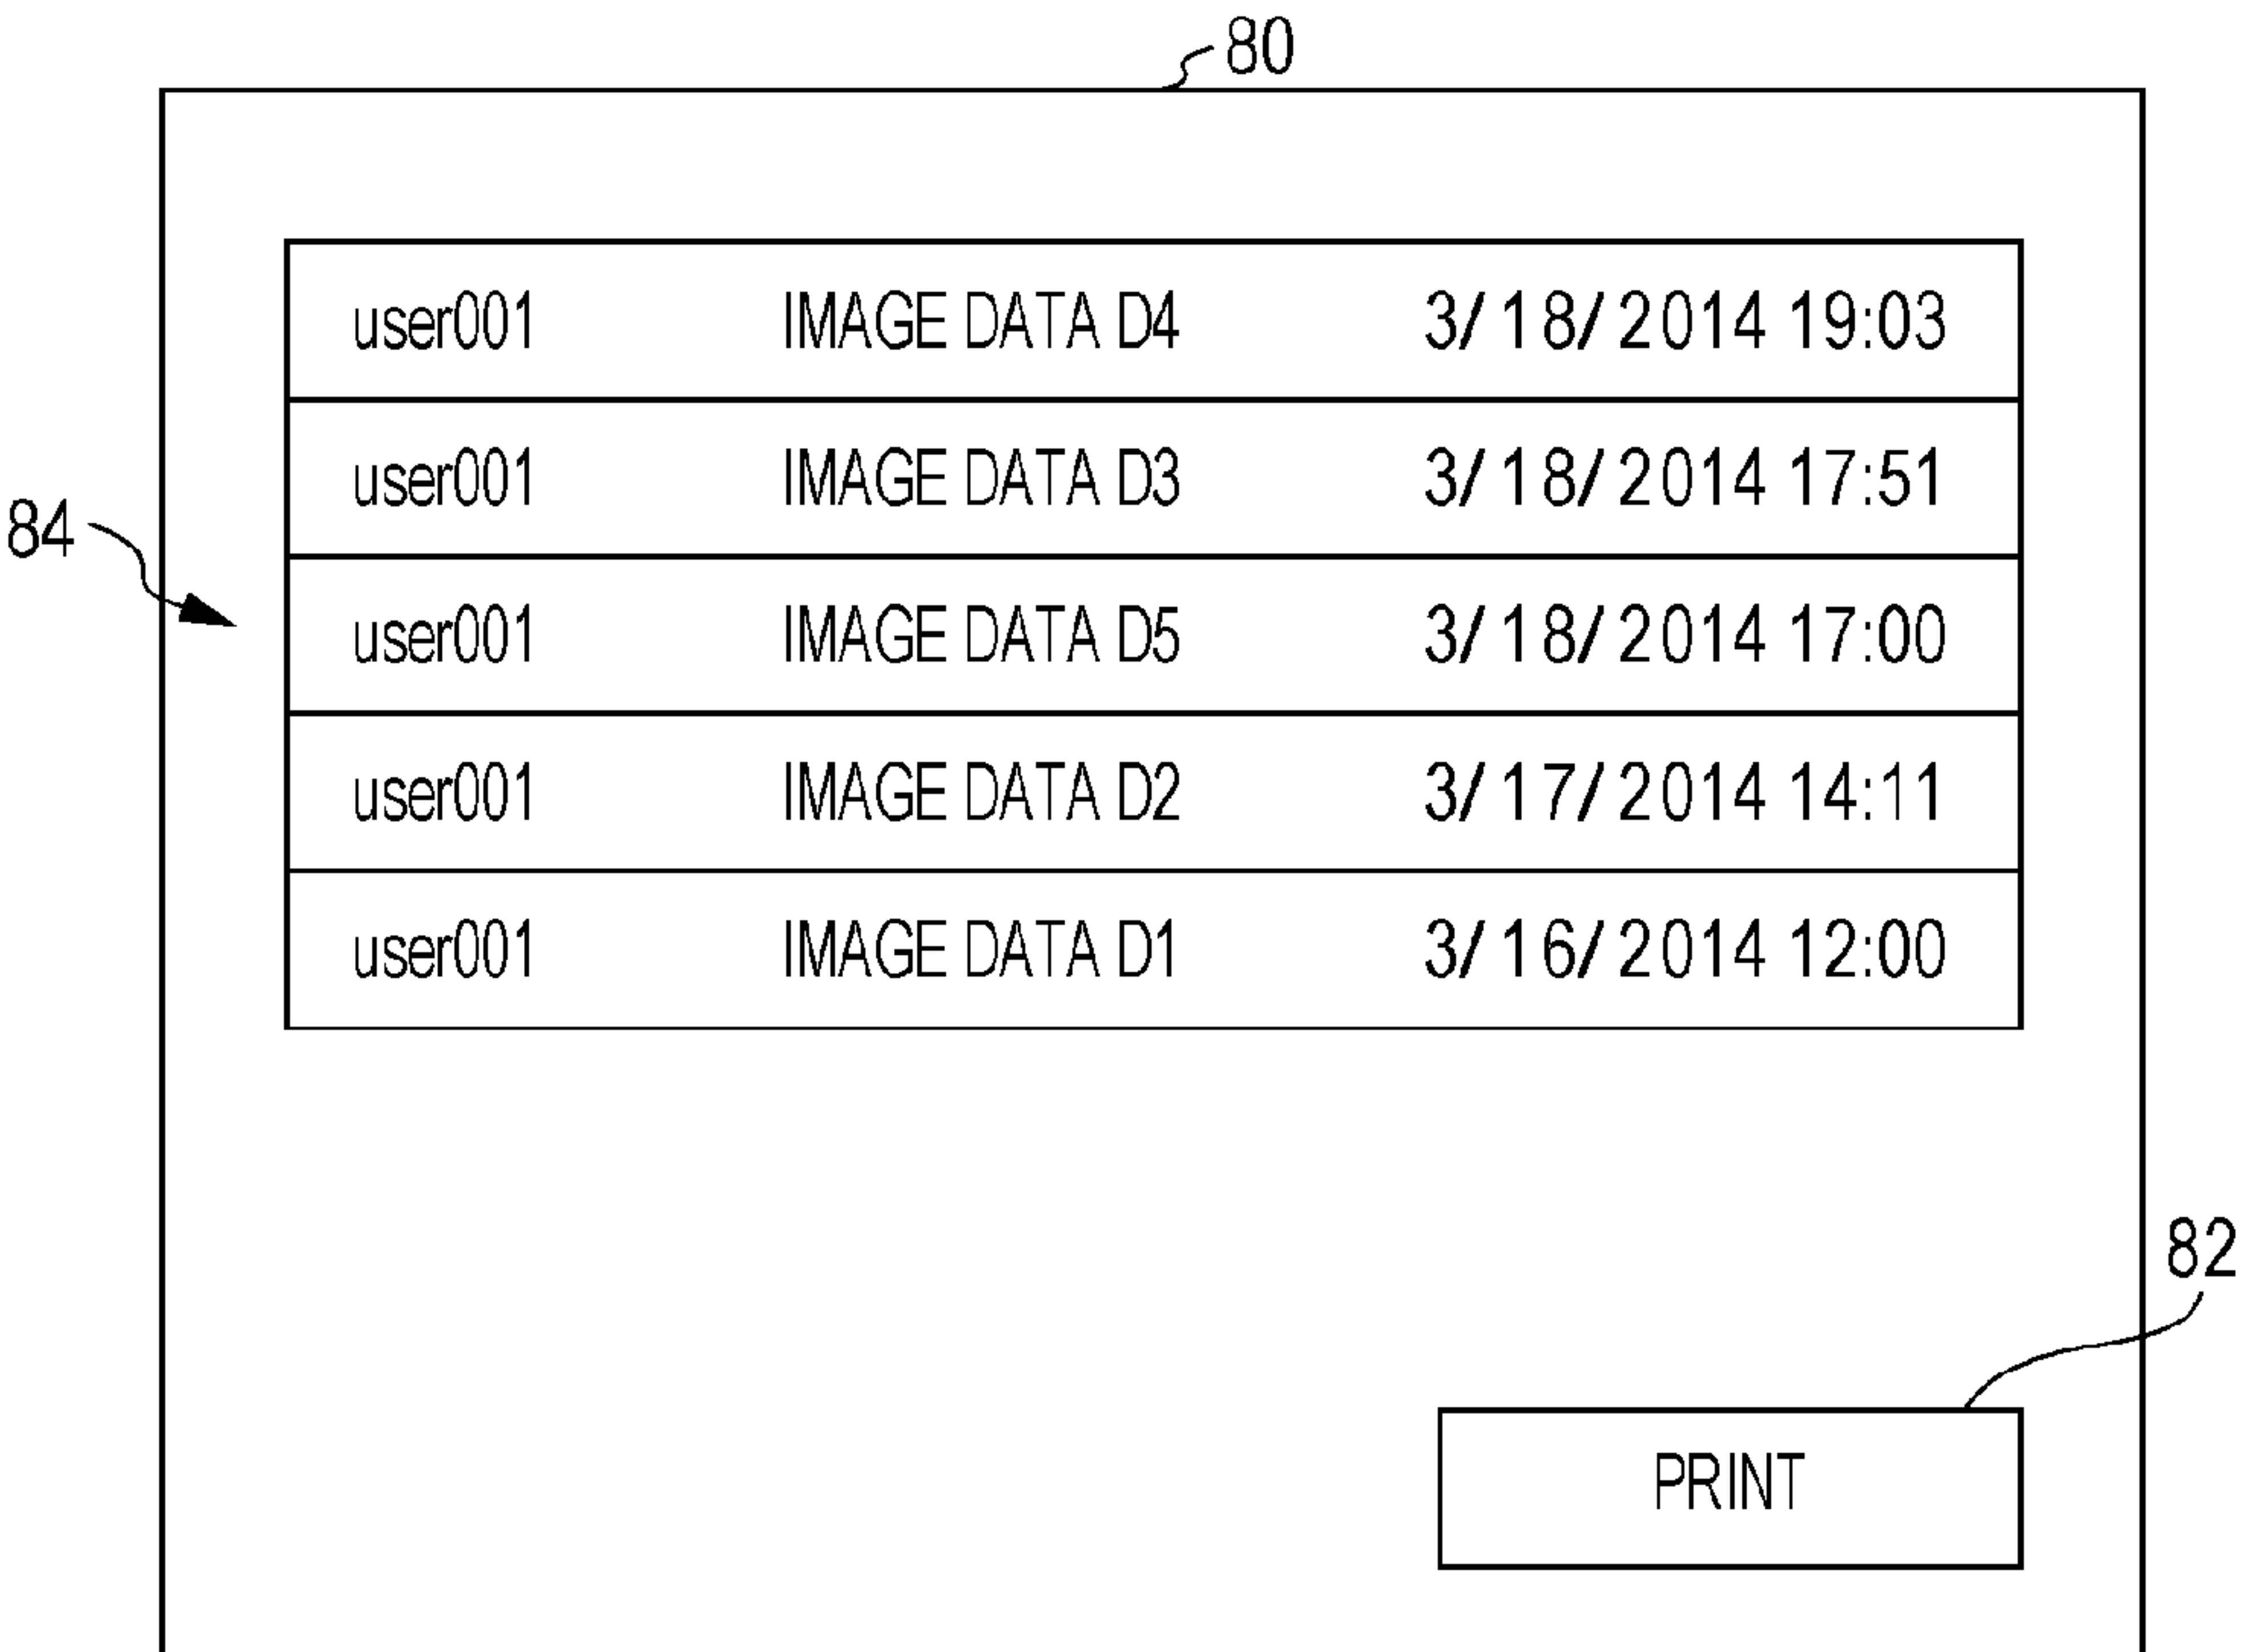 80
user001 IMAGE DATA D4 3/18/2014 19:03
user001 IMAGE DATA D3 3/18/2014 17:51
84
user001 IMAGE DATA D5 3/18/2014 17:00
user001 IMAGE DATA D2 3/17/2014 14:11
user001 IMAGE DATA D1 3/16/2014 12:00
82
PRINT